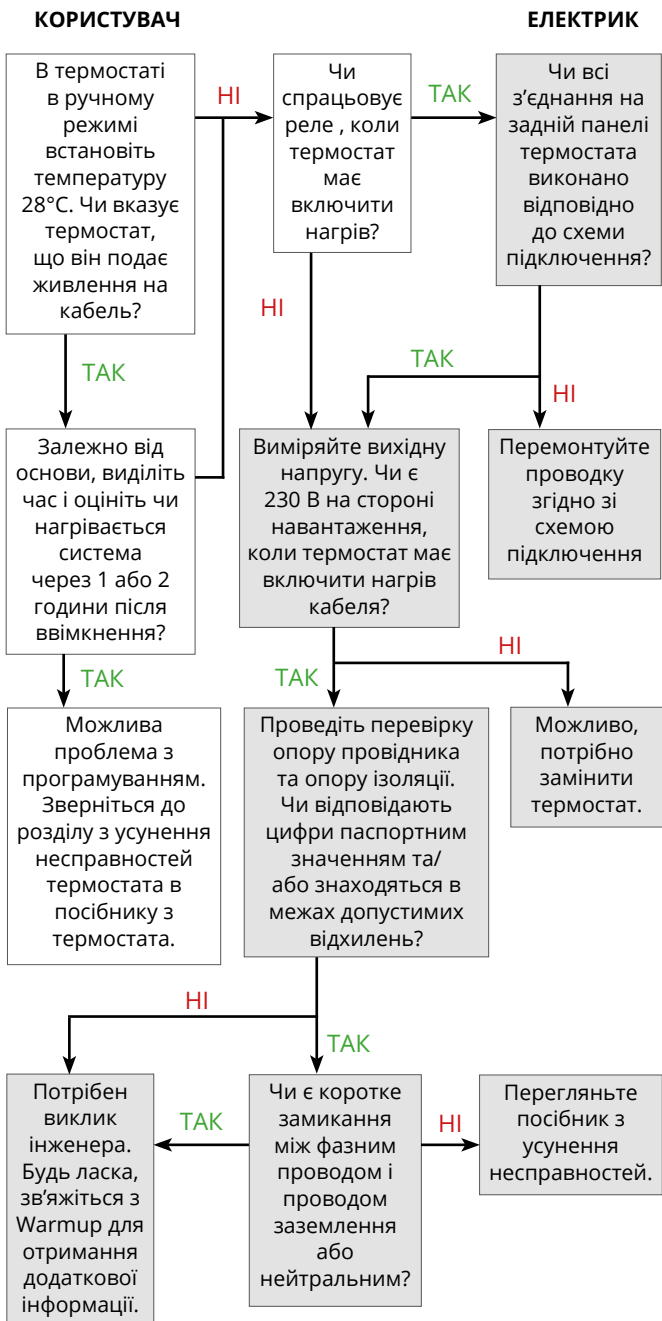 КОРИСТУВАЧ
ЕЛЕКТРИК
В термостаті
в ручному
режимі
встановіть
температуру
28°C. Чи вказує
термостат,
що він подає
живлення на
кабель?
НІ
Чи
спрацьовує
реле , коли
термостат
має
включити
нагрів?
ТАК
Чи всі
з’єднання на
задній панелі
термостата
виконано
відповідно
до схеми
підключення?
ТАК
НІ
ТАК
НІ
Залежно від
основи, виділіть
час і оцініть чи
нагрівається
система
через 1 або 2
години після
ввімкнення?
Виміряйте вихідну
напругу. Чи є
230 В на стороні
навантаження,
коли термостат має
включити нагрів
кабеля?
Перемонтуйте
проводку
згідно зі
схемою
підключення
ТАК
ТАК
НІ
Можлива
проблема з
програмуванням.
Зверніться до
розділу з усунення
несправностей
термостата в
посібнику з
термостата.
Проведіть перевірку
опору провідника
та опору ізоляції.
Чи відповідають
цифри паспортним
значенням та/
або знаходяться в
межах допустимих
відхилень?
Можливо,
потрібно
замінити
термостат.
НІ
ТАК
Потрібен
виклик
інженера.
Будь ласка,
зв’яжіться з
Warmup для
отримання
додаткової
інформації.
ТАК
Чи є коротке
замикання
між фазним
проводом і
проводом
заземлення
або
нейтральним?
НІ
Перегляньте
посібник з
усунення
несправностей.